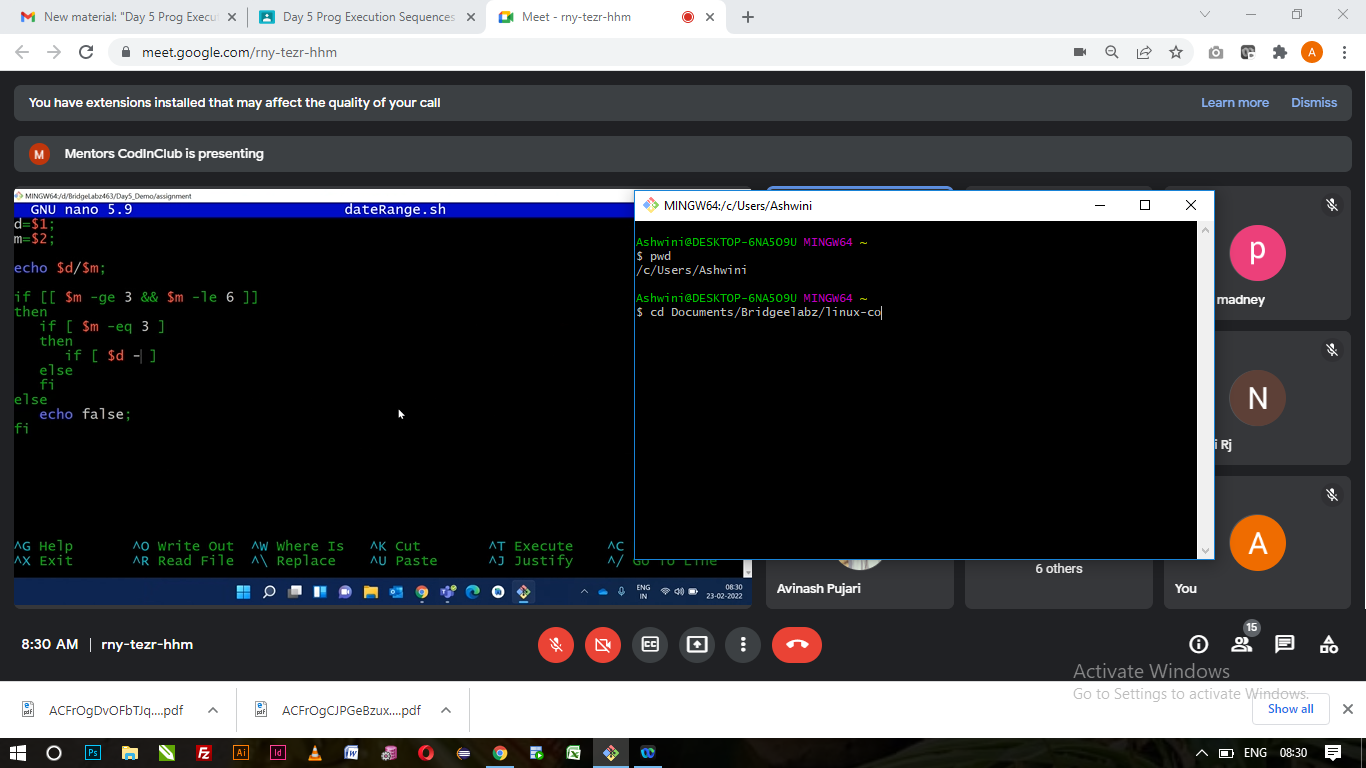 New material: "Day 5 Prog Execut
Day 5 Prog Execution Sequences
Meet - rny-tezr-hhm
meet.google.com/rny-tezr-hhm
A
You have extensions installed that may affect the quality of your call
Learn more
Dismiss
M
Mentors CodInClub is presenting
MINGW64:/d/BridgeLabz463/Day5_Demo/assignment
GNU nano 5.9
dateRange.sh
d=$1;
m=$2;
echo $d/$m;
if [[ $m -ge 3 && $m -le 6 ]]
then
if [ $m -eq 3 ]
then
if [ $d - ]
else
fi
else
echo false;
fi
^G Help
^O Write Out
^W Where Is
^K Cut
^T Execute
^C
^X Exit
^R Read File
^\ Replace
^U Paste
^J Justify
^/ Go To Line
ENG
IN
08:30
23-02-2022
MINGW64:/c/Users/Ashwini
Ashwini@DESKTOP-6NA5O9U MINGW64 ~
$ pwd
/c/Users/Ashwini
Ashwini@DESKTOP-6NA5O9U MINGW64 ~
$ cd Documents/Bridgeelabz/linux-co
p
madney
N
i Rj
A
You
Avinash Pujari
6 others
8:30 AM | rny-tezr-hhm
15
Activate Windows
Go to Settings to activate Windows.
ACFrOgDvOFbTJq....pdf
ACFrOgCJPGeBzux....pdf
Show all
Ps
Fz
Ai
Id
ENG
08:30